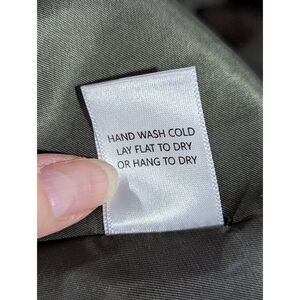 HAND WASH COLD
LAY FLAT TO DRY
OR HANG TO DRY